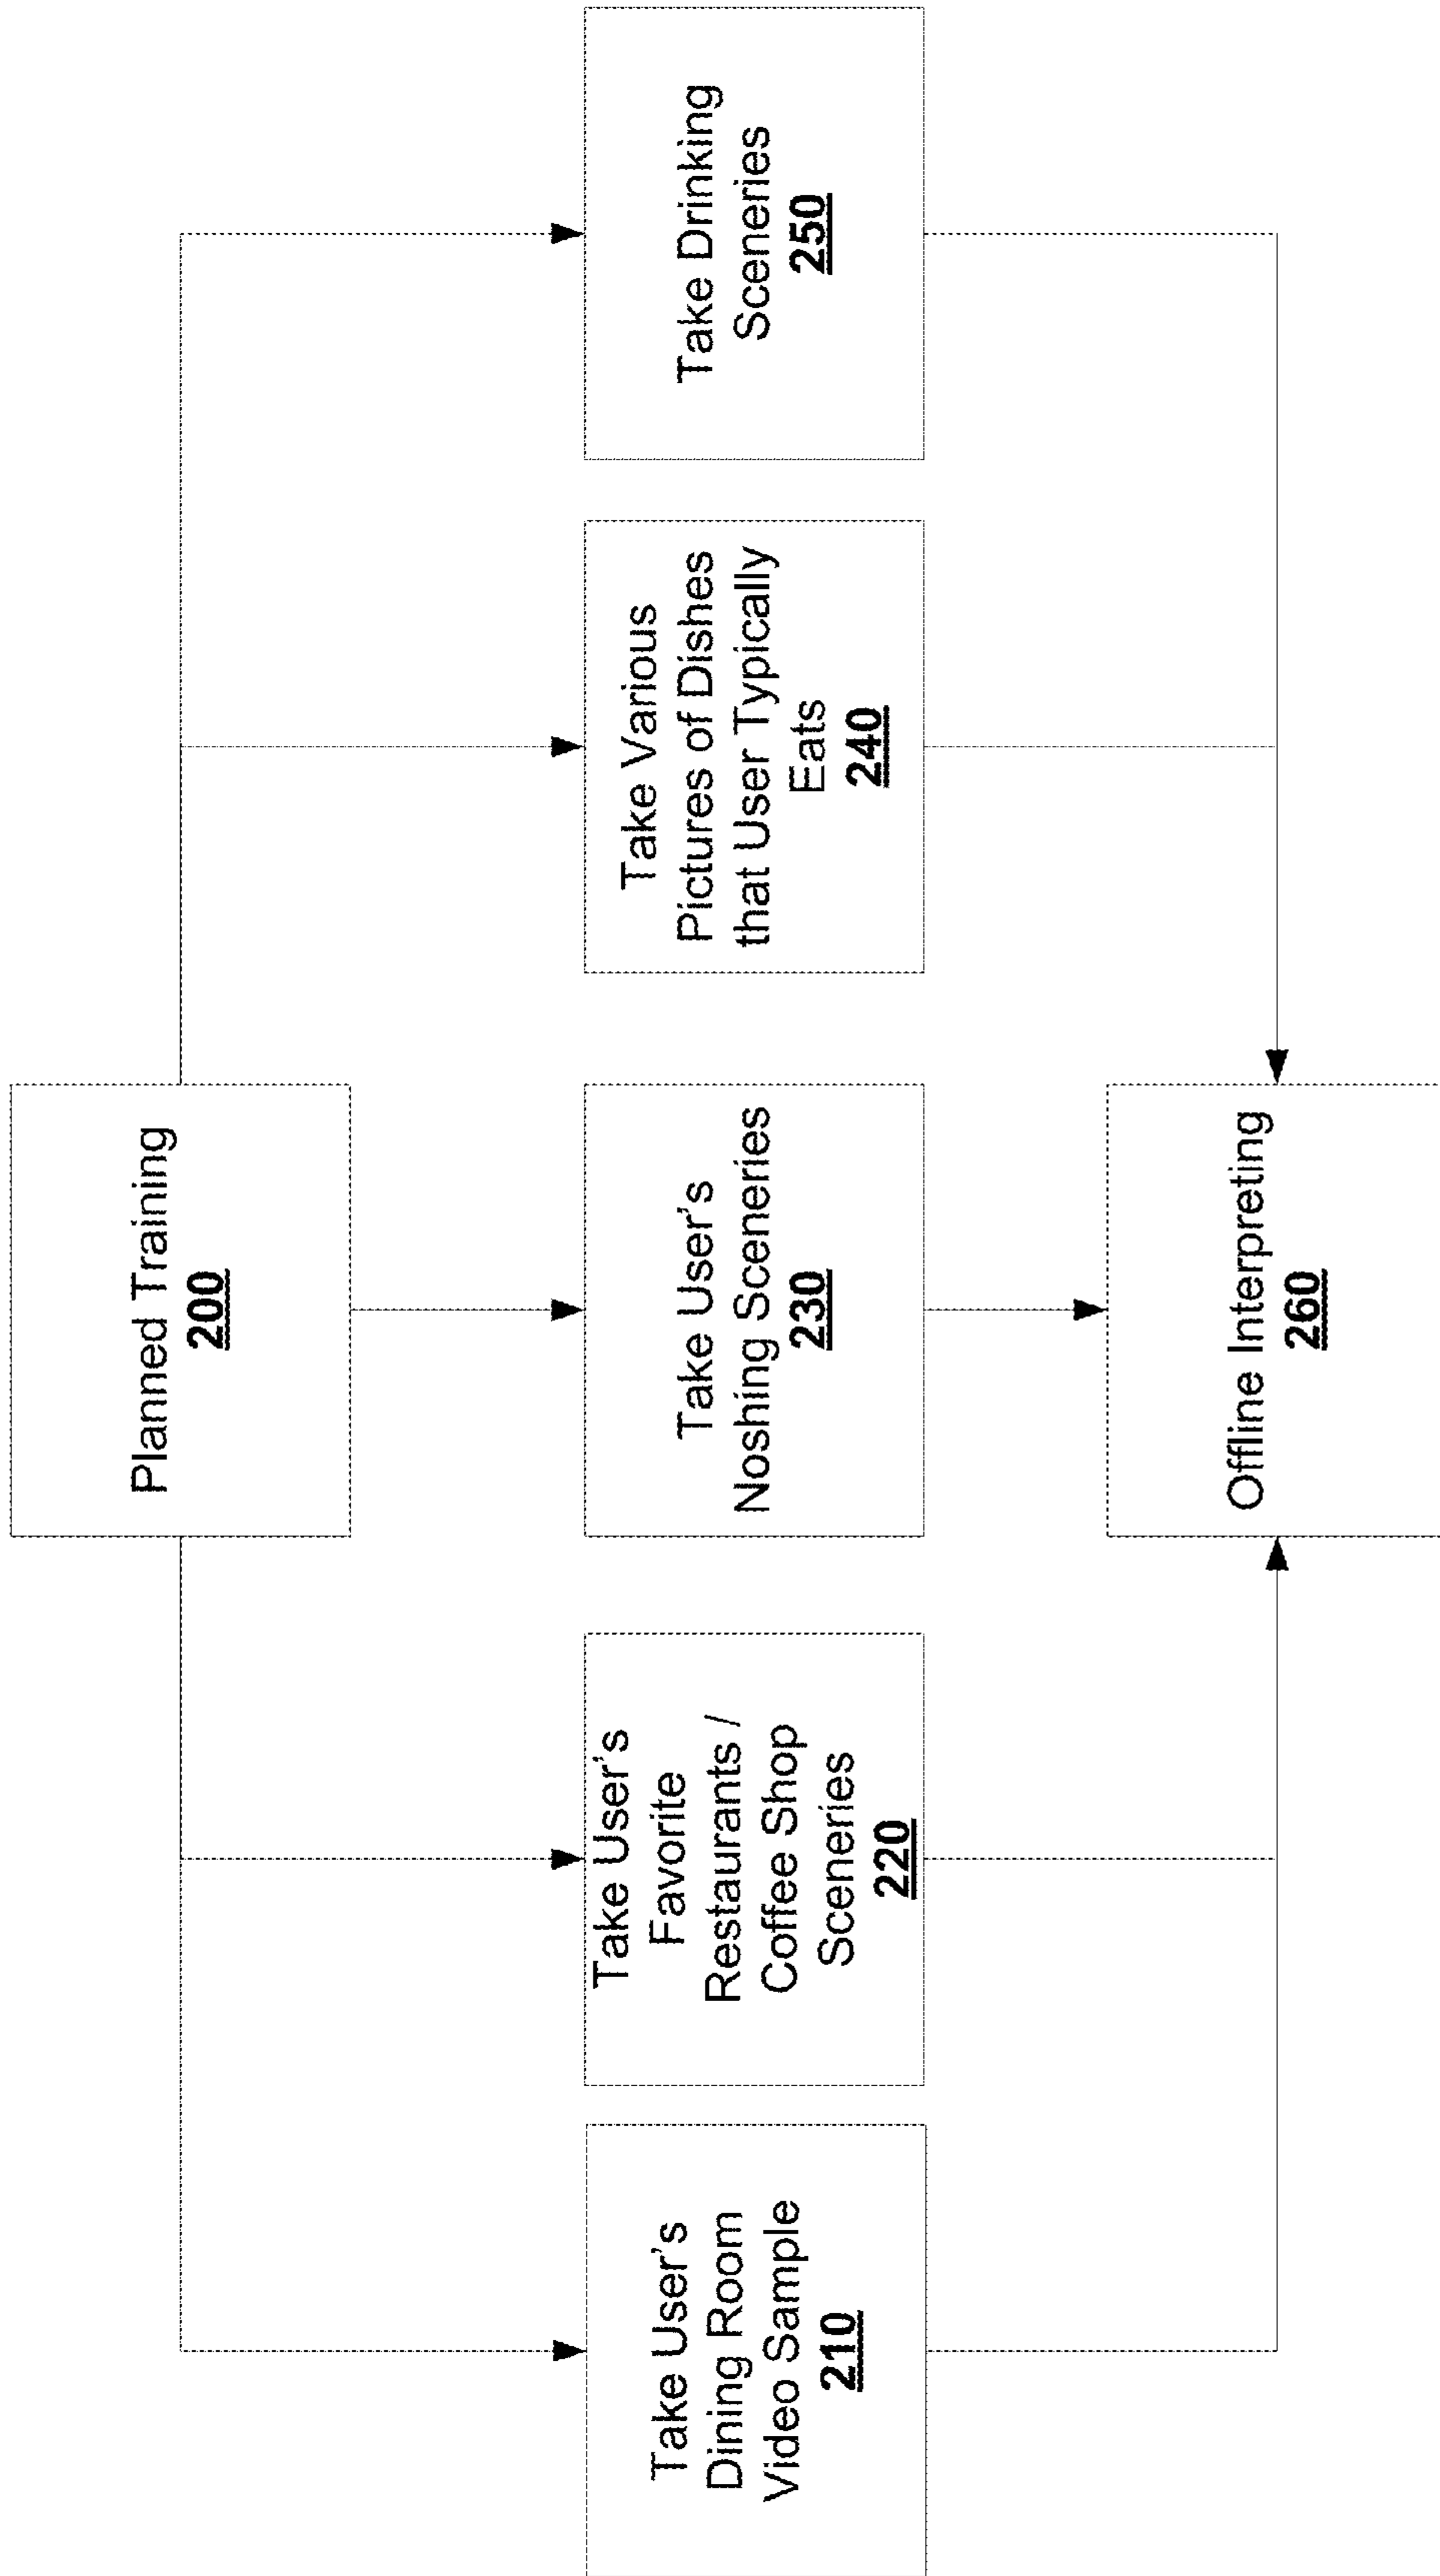 Planned Training
200
Take User's
Dining Room
Video Sample
210
Take User's
Favorite
Restaurants /
Coffee Shop
Sceneries
220
Take User's
Noshing Sceneries
230
Take Various
Pictures of Dishes
that User Typically
Eats
240
Take Drinking
Sceneries
250
Offline Interpreting
260